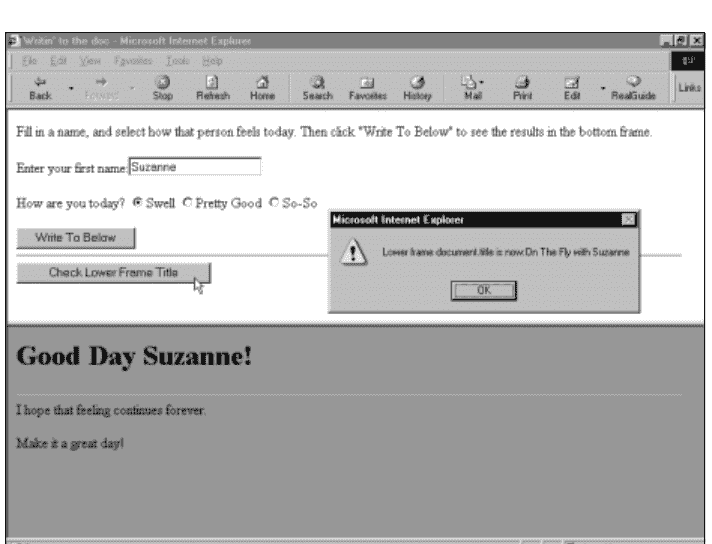 Writin' to the doc - Microsoft Internet Explorer
File Edit View Favorites Tools Help
Back Forward Stop Refresh Home Search Favorites History Mail Print Edit RealGuide Links
Fill in a name, and select how that person feels today. Then click "Write To Below" to see the results in the bottom frame.
Enter your first name: Suzanne
How are you today? Swell Pretty Good So-So
Write To Below
Check Lower Frame Title
Microsoft Internet Explorer
Lower frame document.title is now:On The Fly with Suzanne
OK
Good Day Suzanne!
I hope that feeling continues forever.
Make it a great day!